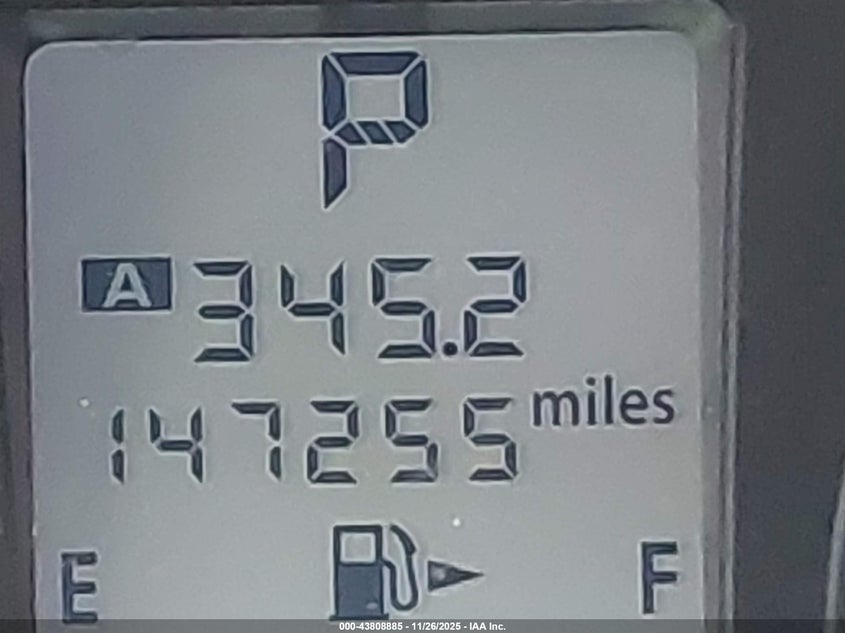 P
A 345.2
147255 miles
E F
000-43808885 - 11/26/2025 - IAA Inc.